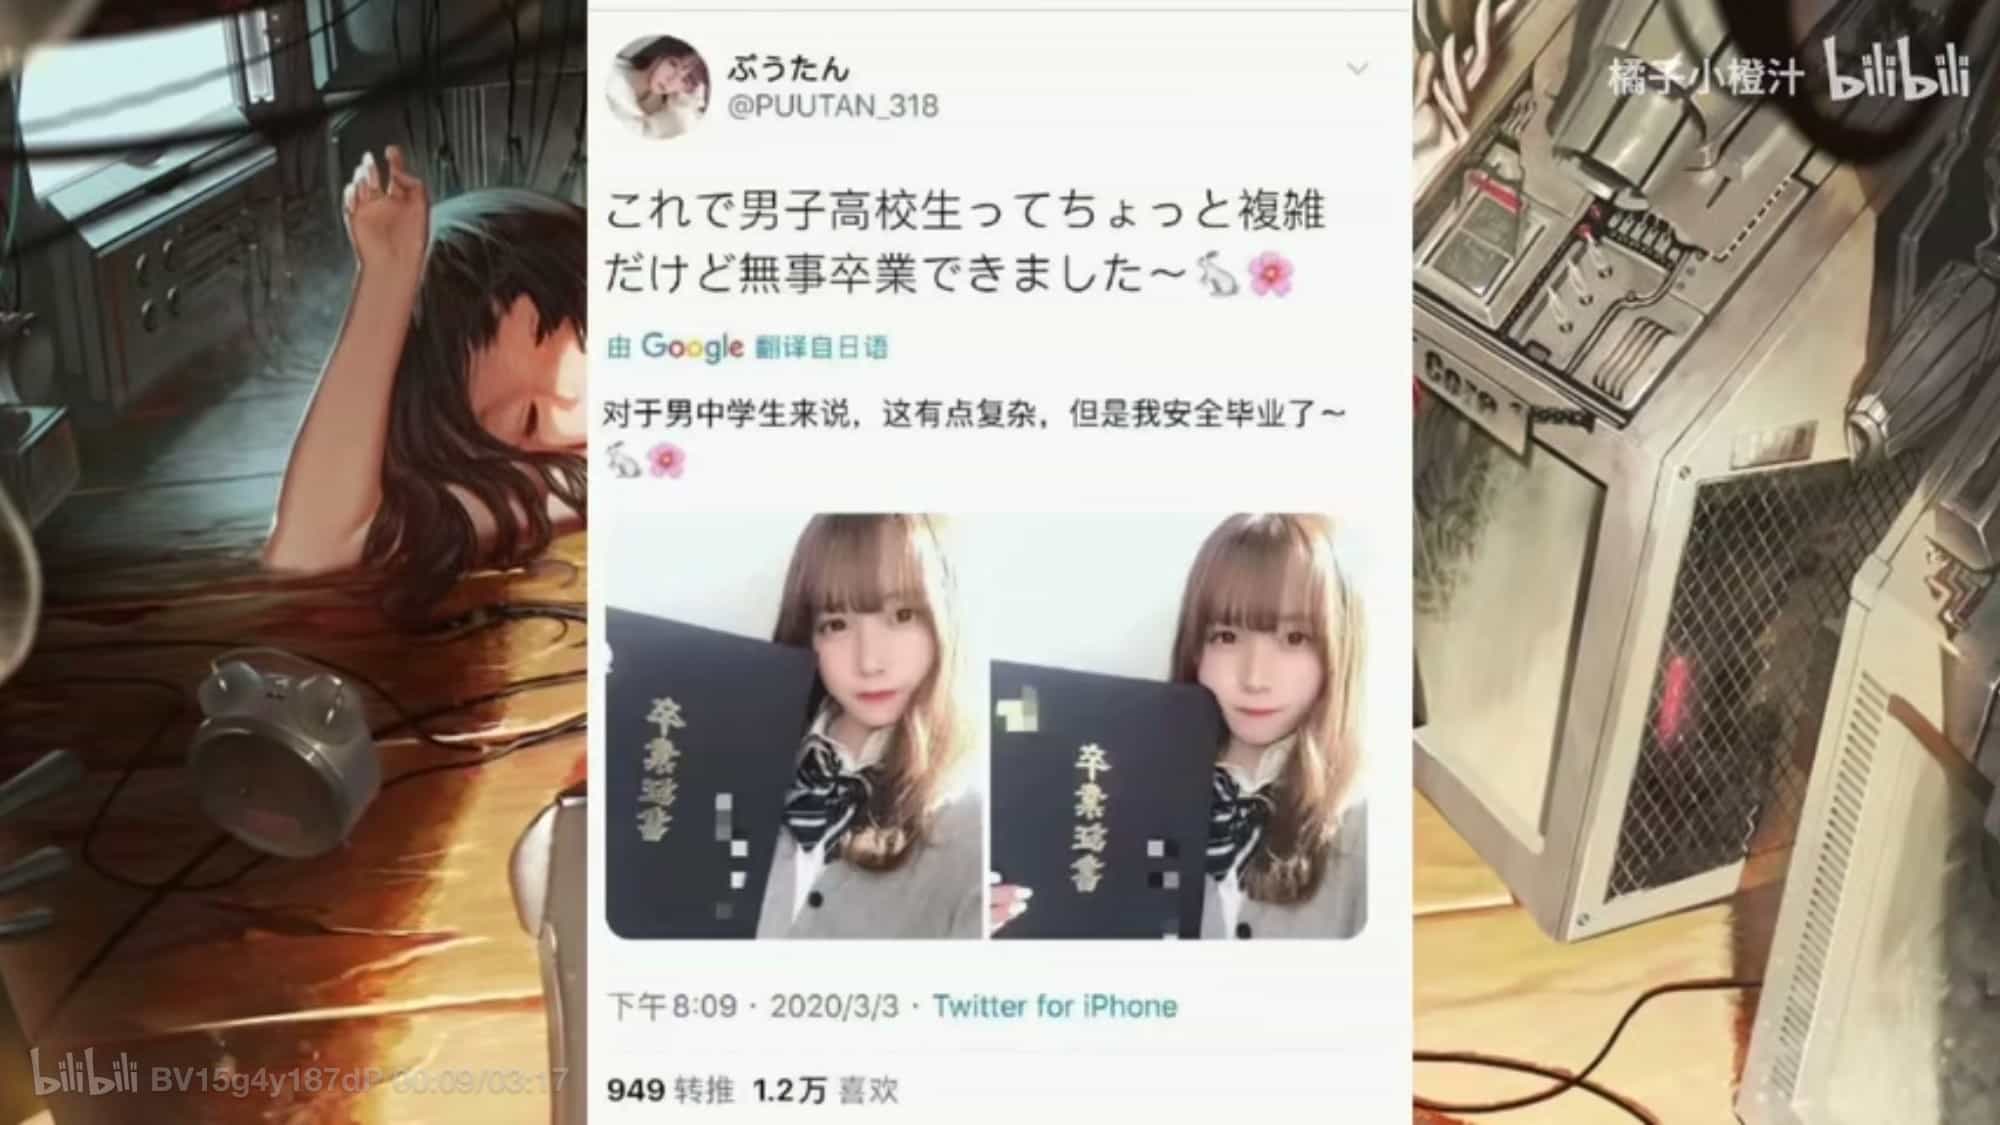 ぷうたん
@PUUTAN_318
橘子小橙汁 bilibili
これで男子高校生ってちょっと複雑
だけど無事卒業できました～🐇🌸
由 Google 翻译自日语
对于男中学生来说，这有点复杂，但是我安全毕业了～
🐇🌸
卒業証書
卒業証書
下午8:09 · 2020/3/3 · Twitter for iPhone
949 转推 1.2万 喜欢
bilibili BV15g4y187dP 00:09/03:17